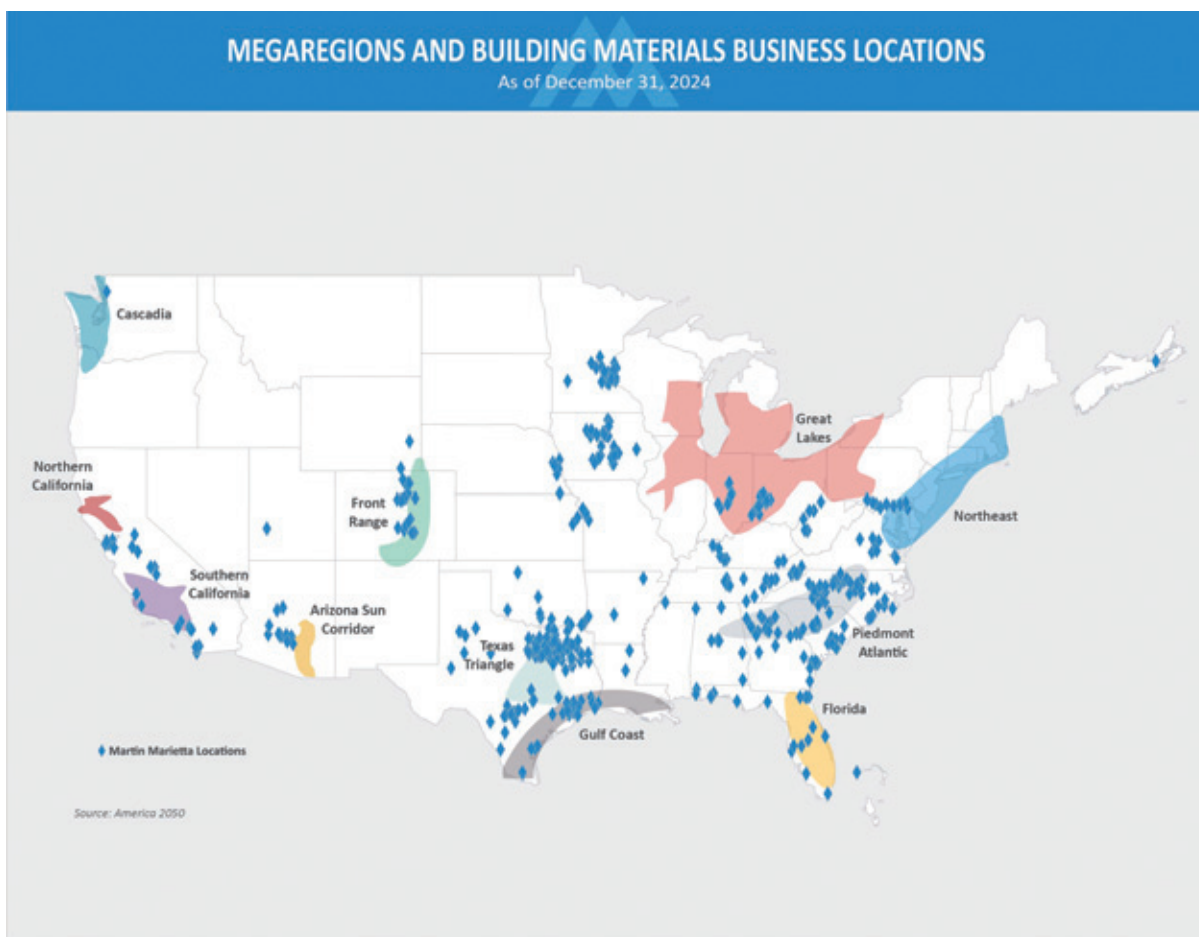 MEGAREGIONS AND BUILDING MATERIALS BUSINESS LOCATIONS
As of December 31, 2024
Cascadia
Great
Lakes
Northern
California
Front
Range
Northeast
Southern
California
Arizona Sun
Corridor
Texas
Triangle
Piedmont
Atlantic
Florida
Gulf Coast
Martin Marietta Locations
Source: America 2050